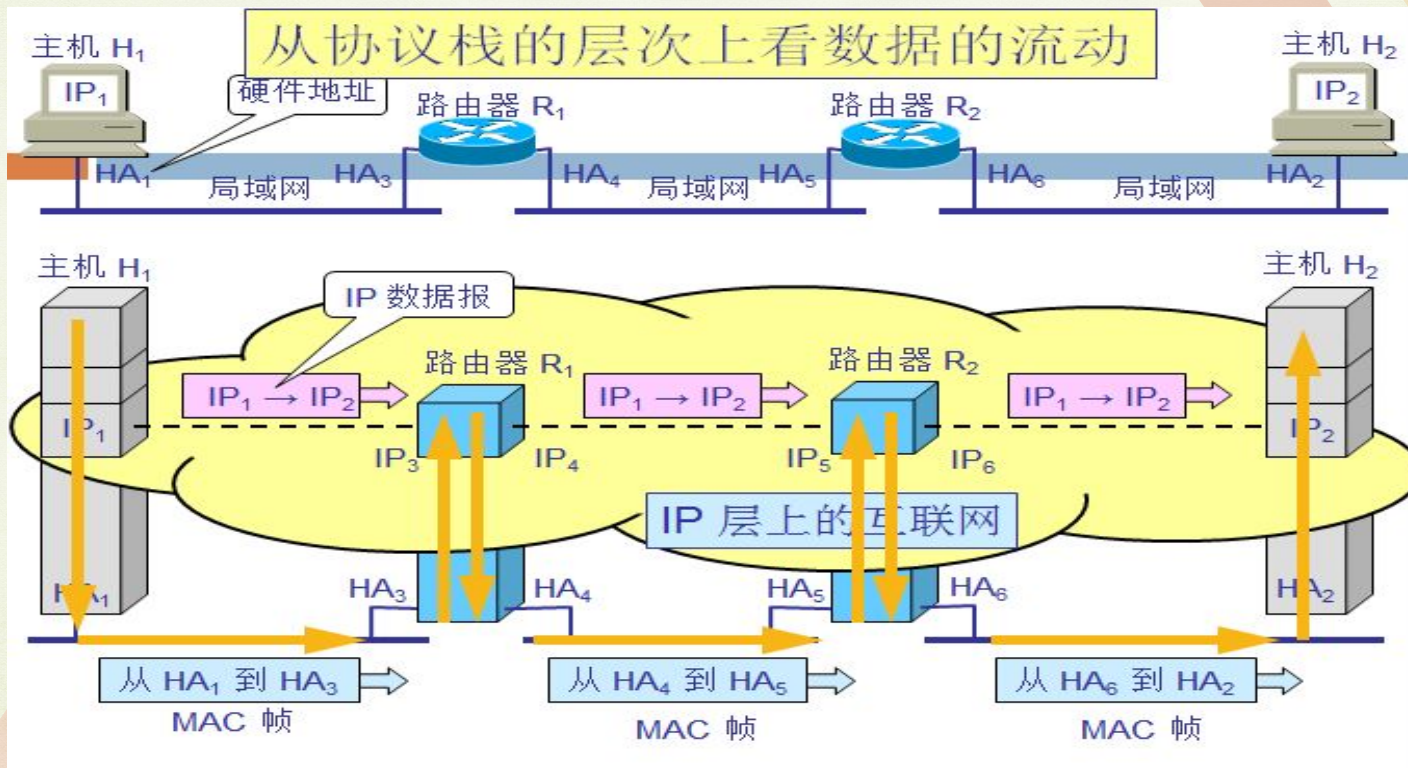 从协议栈的层次上看数据的流动
主机 H₁
主机 H₂
IP₁
硬件地址
路由器 R₁
路由器 R₂
IP₂
HA₁
局域网
HA₃
HA₄
局域网
HA₅
HA₆
局域网
HA₂
主机 H₁
主机 H₂
IP 数据报
路由器 R₁
路由器 R₂
IP₁ → IP₂
IP₁ → IP₂
IP₁ → IP₂
IP₁
IP₂
IP₃
IP₄
IP₅
IP₆
IP 层上的互联网
HA₁
HA₃
HA₄
HA₅
HA₆
HA₂
从 HA₁ 到 HA₃
从 HA₄ 到 HA₅
从 HA₆ 到 HA₂
MAC 帧
MAC 帧
MAC 帧